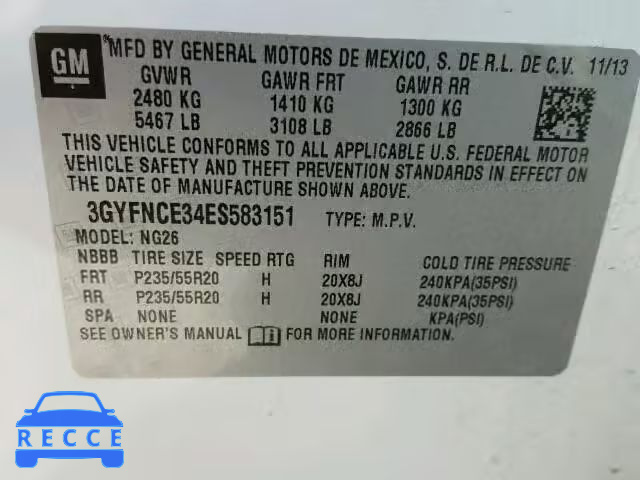 GM
MFD BY GENERAL MOTORS DE MEXICO, S. DE R.L. DE C.V. 11/13
GVWR GAWR FRT GAWR RR
2480 KG 1410 KG 1300 KG
5467 LB 3108 LB 2866 LB
THIS VEHICLE CONFORMS TO ALL APPLICABLE U.S. FEDERAL MOTOR
VEHICLE SAFETY AND THEFT PREVENTION STANDARDS IN EFFECT ON
THE DATE OF MANUFACTURE SHOWN ABOVE.
3GYFNCE34ES583151 TYPE: M.P.V.
MODEL: NG26
NBBB TIRE SIZE SPEED RTG RIM COLD TIRE PRESSURE
FRT P235/55R20 H 20X8J 240KPA(35PSI)
RR P235/55R20 H 20X8J 240KPA(35PSI)
SPA NONE NONE KPA(PSI)
SEE OWNER'S MANUAL FOR MORE INFORMATION.
RECCE